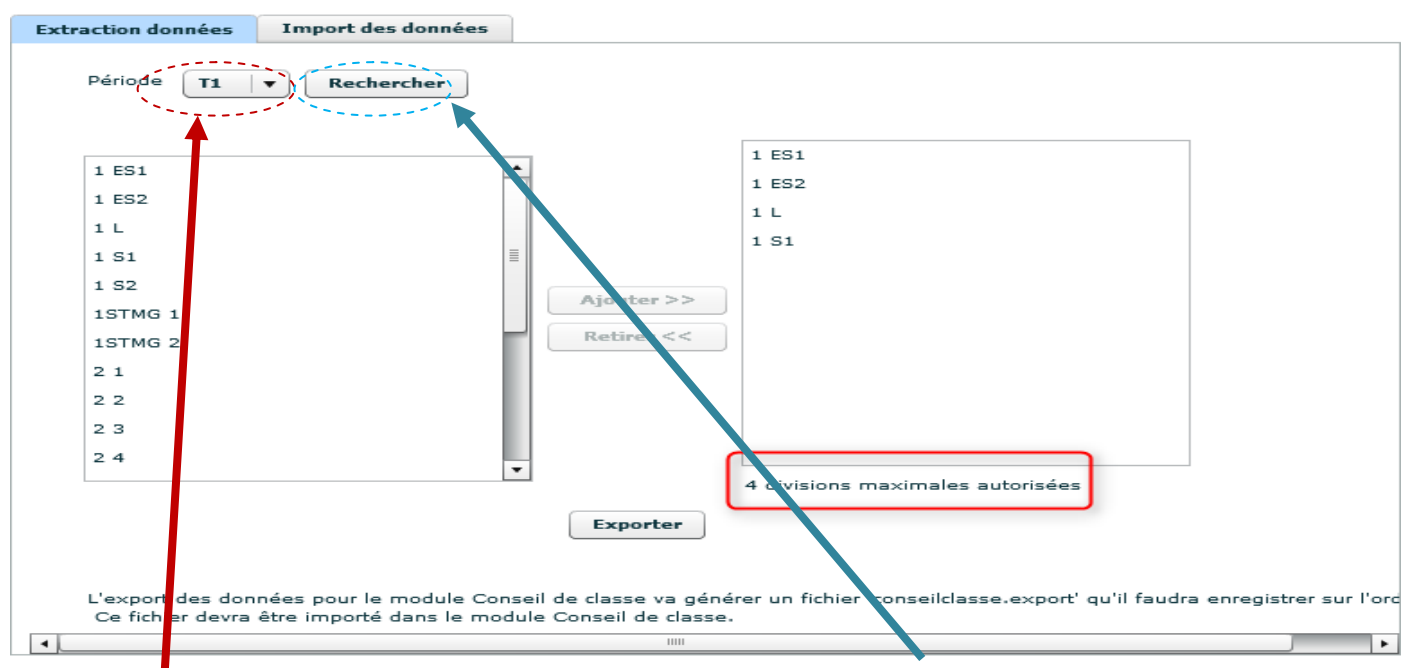 Extraction données Import des données
Période T1 Rechercher
1 ES1
1 ES2
1 L
1 S1
1 S2
1STMG 1
1STMG 2
2 1
2 2
2 3
2 4
Ajouter >>
Retirer <<
1 ES1
1 ES2
1 L
1 S1
4 divisions maximales autorisées
Exporter
L'export des données pour le module Conseil de classe va générer un fichier 'conseilclasse.export' qu'il faudra enregistrer sur l'ord
Ce fichier devra être importé dans le module Conseil de classe.